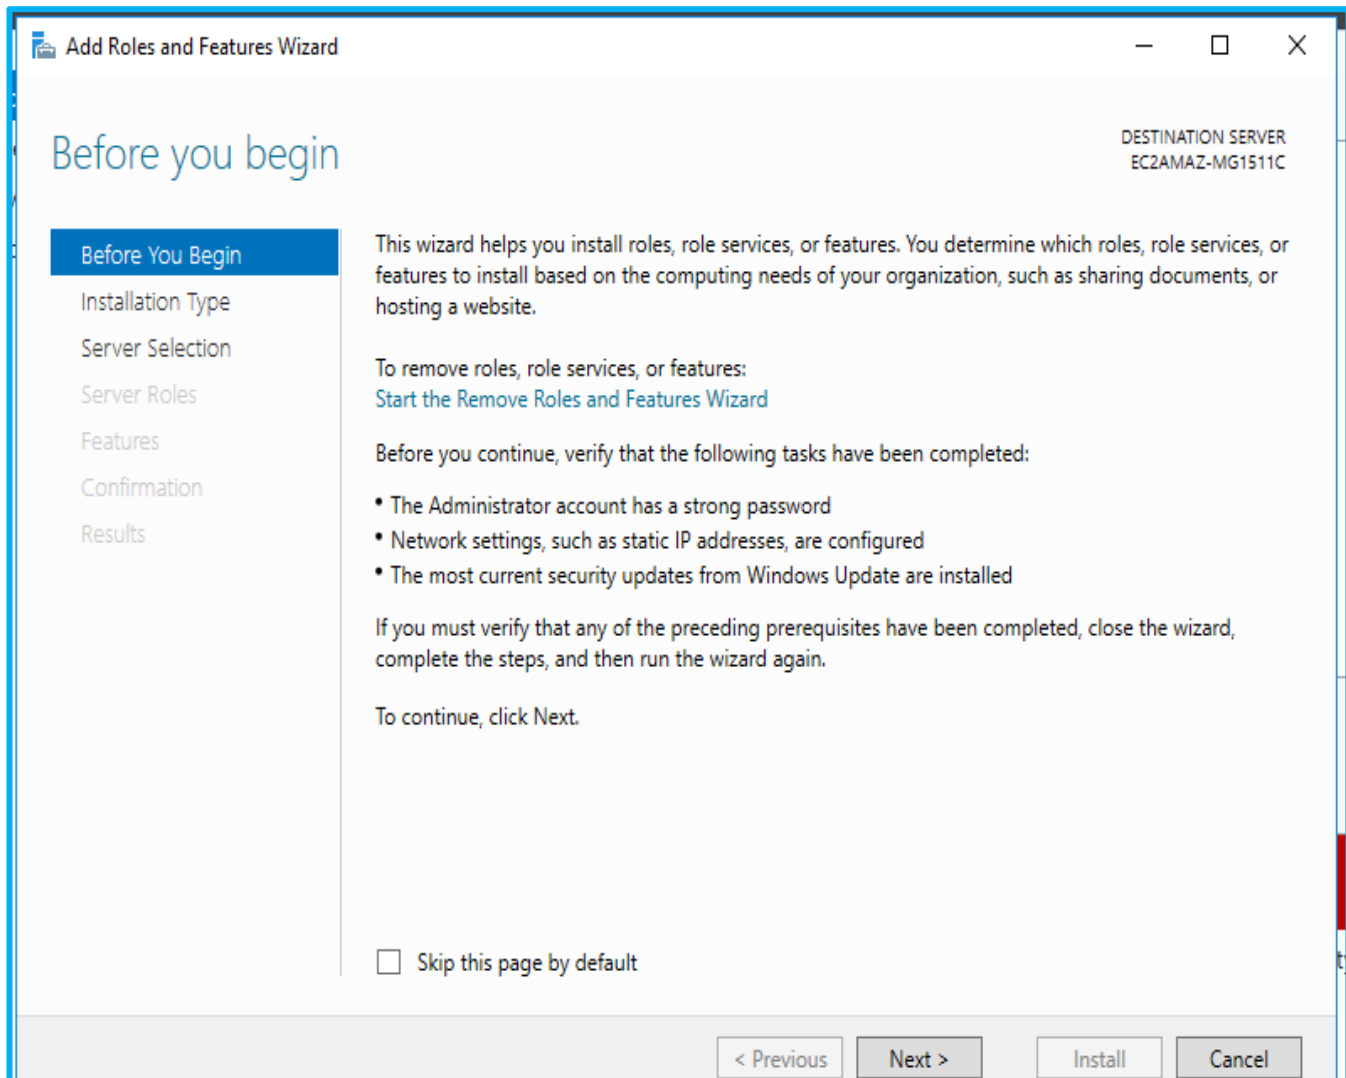 Add Roles and Features Wizard
Before you begin
DESTINATION SERVER
EC2AMAZ-MG1511C
Before You Begin
Installation Type
Server Selection
Server Roles
Features
Confirmation
Results
This wizard helps you install roles, role services, or features. You determine which roles, role services, or
features to install based on the computing needs of your organization, such as sharing documents, or
hosting a website.
To remove roles, role services, or features:
Start the Remove Roles and Features Wizard
Before you continue, verify that the following tasks have been completed:
• The Administrator account has a strong password
• Network settings, such as static IP addresses, are configured
• The most current security updates from Windows Update are installed
If you must verify that any of the preceding prerequisites have been completed, close the wizard,
complete the steps, and then run the wizard again.
To continue, click Next.
Skip this page by default
< Previous
Next >
Install
Cancel